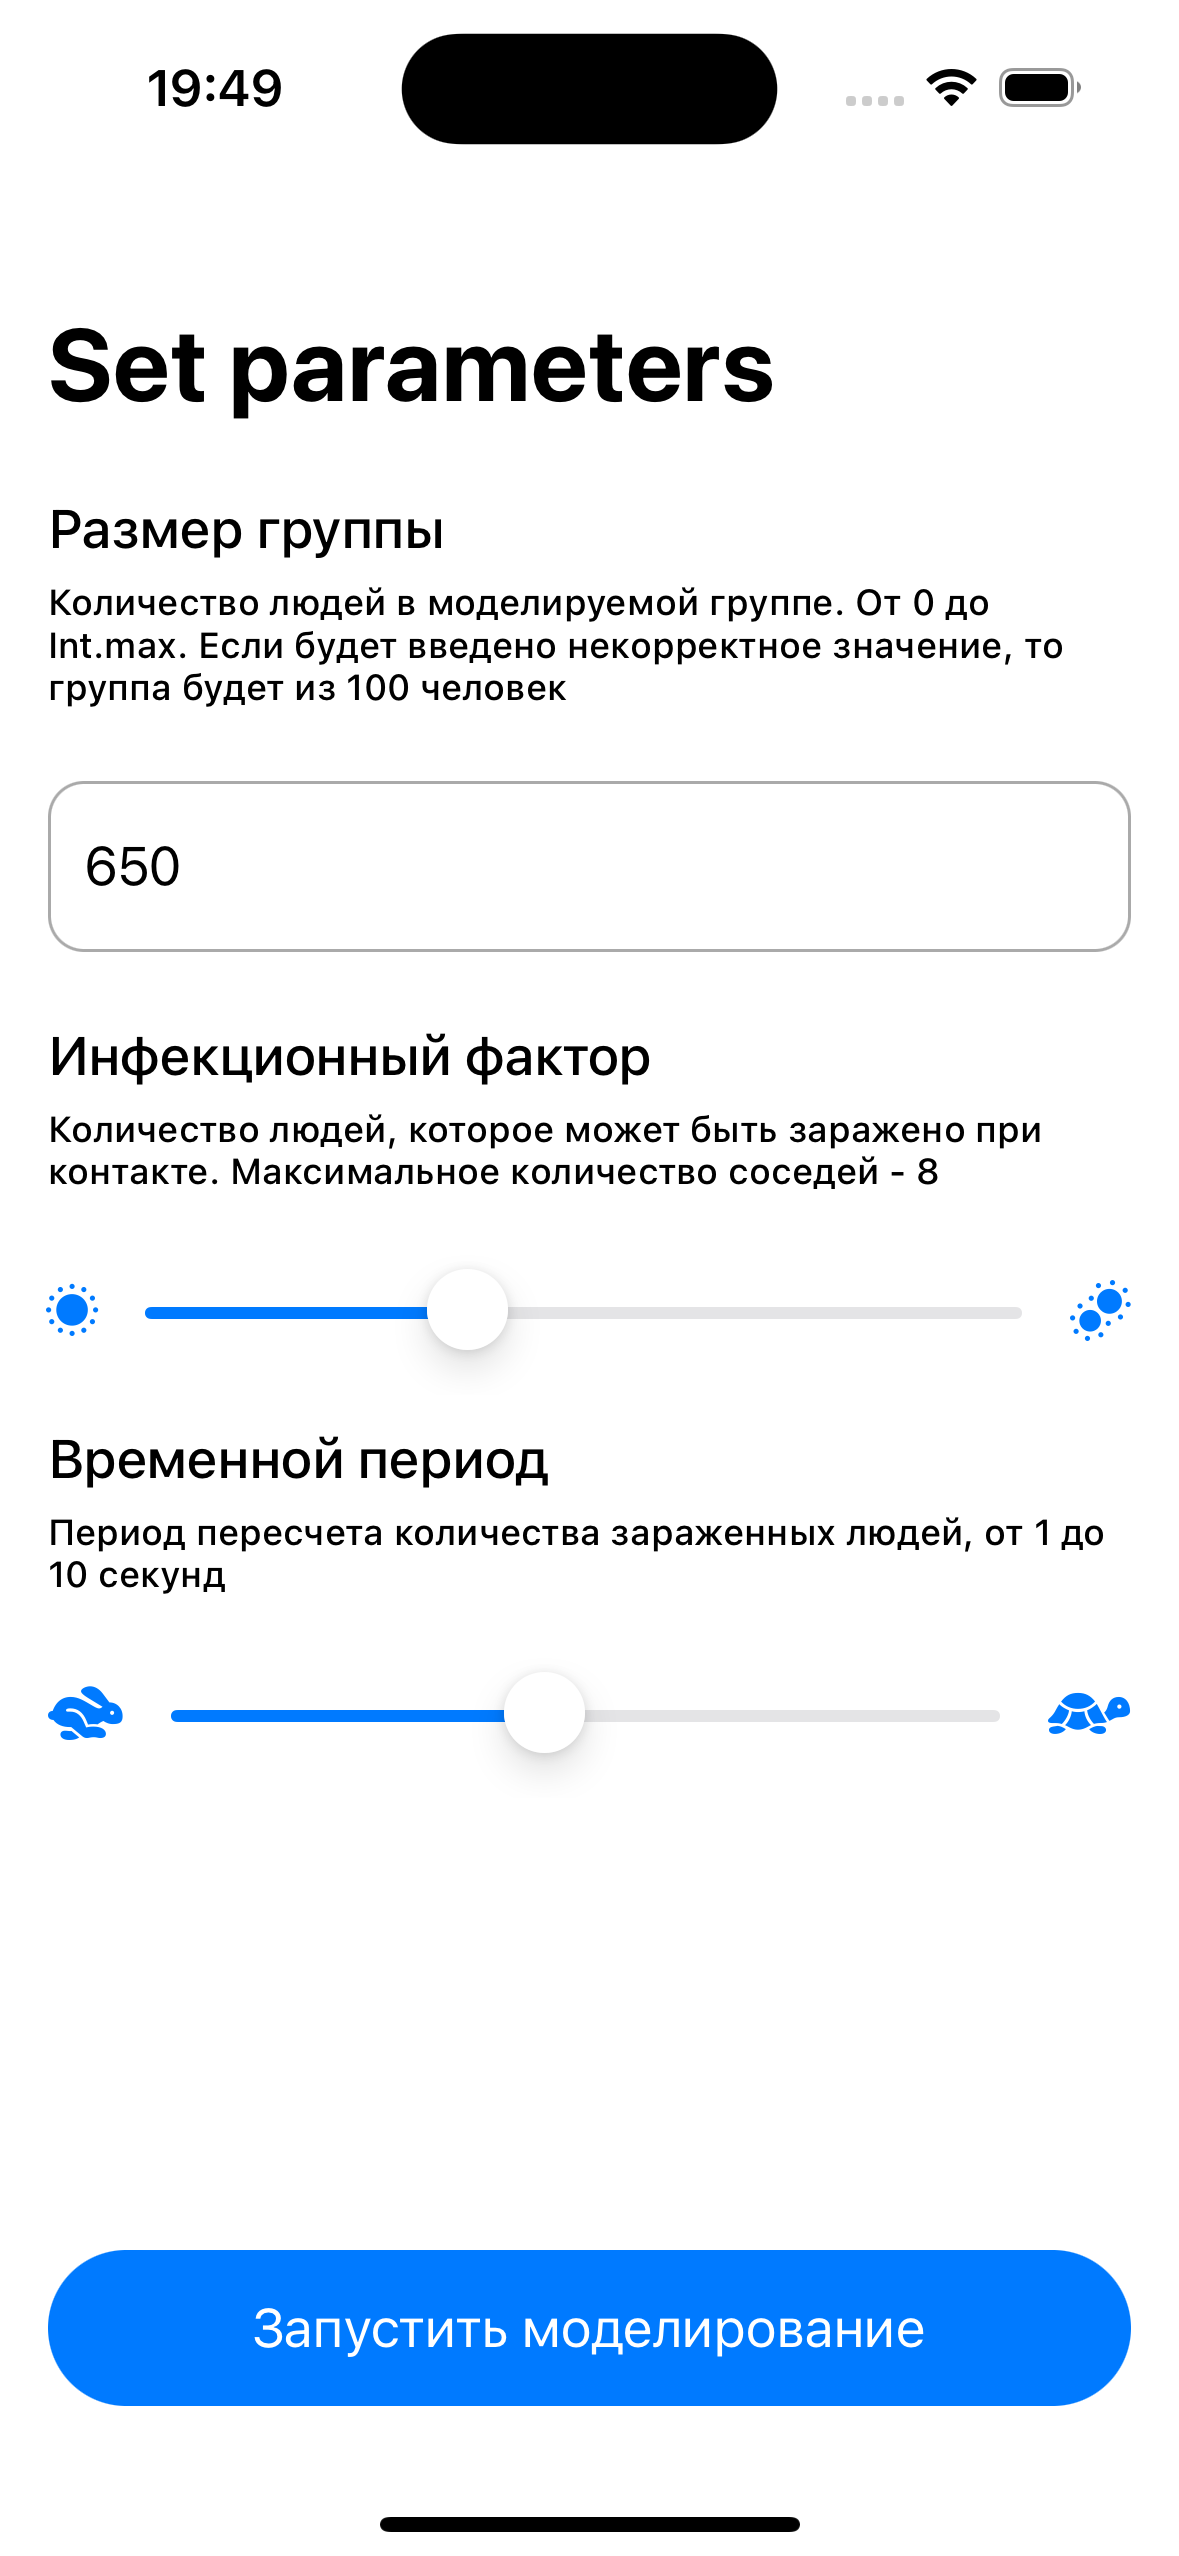 19:49
Set parameters
Размер группы
Количество людей в моделируемой группе. От 0 до
Int.max. Если будет введено некорректное значение, то
группа будет из 100 человек
650
Инфекционный фактор
Количество людей, которое может быть заражено при
контакте. Максимальное количество соседей - 8
Временной период
Период пересчета количества зараженных людей, от 1 до
10 секунд
Запустить моделирование